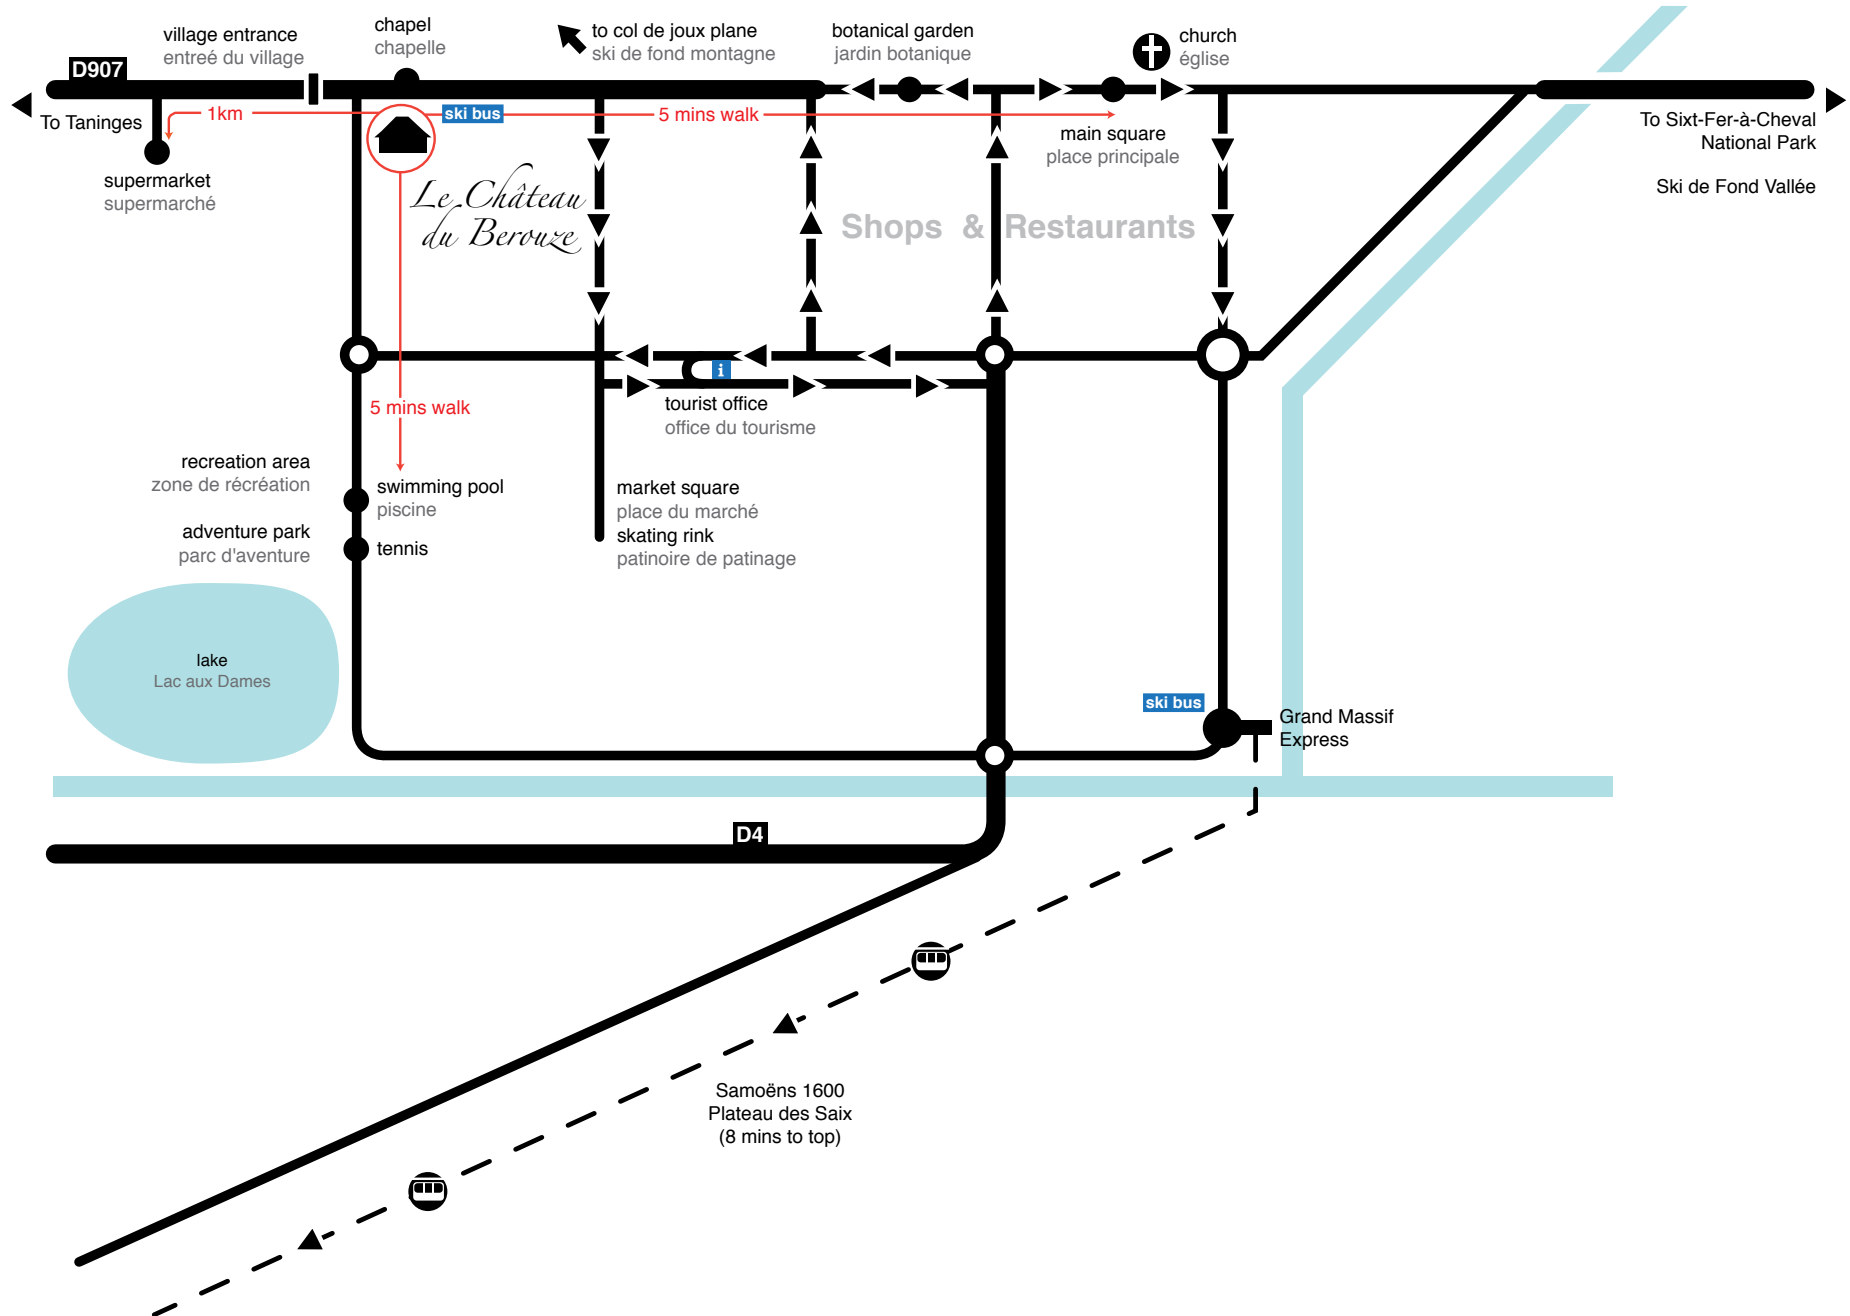 village entrance
entreé du village
chapel
chapelle
to col de joux plane
ski de fond montagne
botanical garden
jardin botanique
church
église
D907
To Taninges
1km
ski bus
5 mins walk
main square
place principale
To Sixt-Fer-à-Cheval
National Park
Ski de Fond Vallée
supermarket
supermarché
Le Château
du Berouze
Shops & Restaurants
i
tourist office
office du tourisme
5 mins walk
recreation area
zone de récréation
swimming pool
piscine
market square
place du marché
skating rink
patinoire de patinage
adventure park
parc d'aventure
tennis
lake
Lac aux Dames
ski bus
Grand Massif
Express
D4
Samoëns 1600
Plateau des Saix
(8 mins to top)